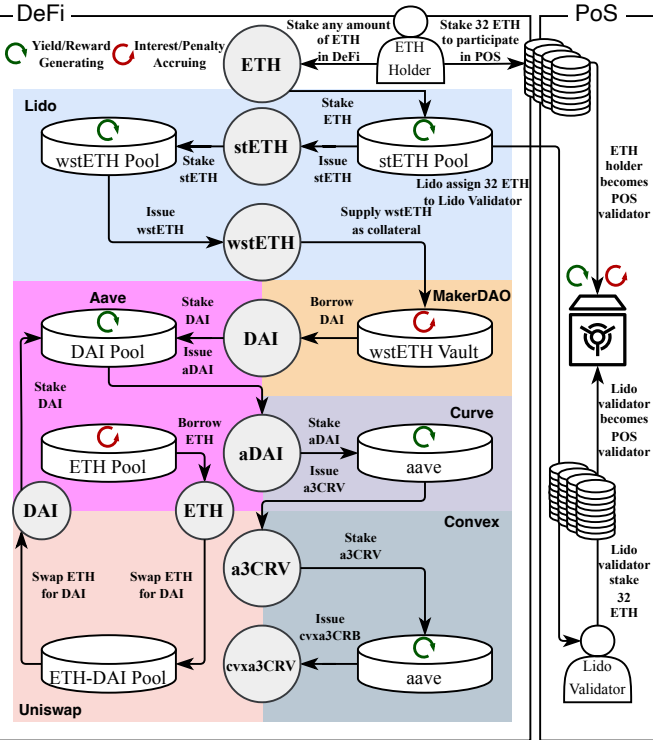 DeFi
PoS
Yield/Reward
Generating
Interest/Penalty
Accruing
Stake any amount
of ETH
in DeFi
ETH
Holder
Stake 32 ETH
to participate
in POS
ETH
Lido
Stake
ETH
wstETH Pool
Stake
stETH
stETH
Issue
stETH
stETH Pool
Lido assign 32 ETH
to Lido Validator
ETH
holder
becomes
POS
validator
Issue
wstETH
wstETH
Supply wstETH
as collateral
Aave
MakerDAO
DAI Pool
Stake
DAI
Issue
aDAI
DAI
Borrow
DAI
wstETH Vault
Stake
DAI
Borrow
ETH
ETH Pool
aDAI
Stake
aDAI
Issue
a3CRV
Curve
aave
Lido
validator
becomes
POS
validator
DAI
ETH
Convex
Swap ETH
for DAI
Swap ETH
for DAI
a3CRV
Stake
a3CRV
Issue
cvxa3CRB
Lido
validator
stake
32
ETH
ETH-DAI Pool
cvxa3CRV
aave
Lido
Validator
Uniswap